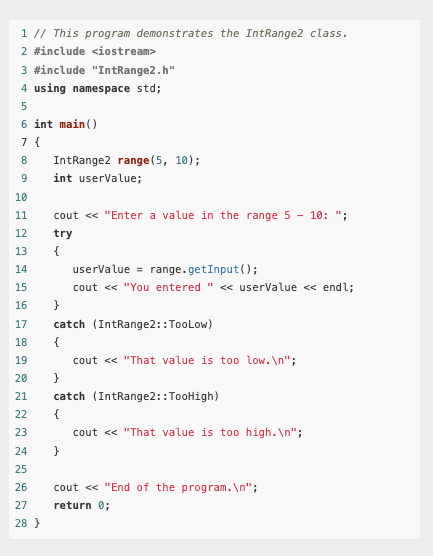 1 // This program demonstrates the IntRange2 class.
2 #include <iostream>
3 #include "IntRange2.h"
4 using namespace std;
5
6 int main()
7 {
8    IntRange2 range(5, 10);
9    int userValue;
10
11    cout << "Enter a value in the range 5 – 10: ";
12    try
13    {
14       userValue = range.getInput();
15       cout << "You entered " << userValue << endl;
16    }
17    catch (IntRange2::TooLow)
18    {
19       cout << "That value is too low.\n";
20    }
21    catch (IntRange2::TooHigh)
22    {
23       cout << "That value is too high.\n";
24    }
25
26    cout << "End of the program.\n";
27    return 0;
28 }